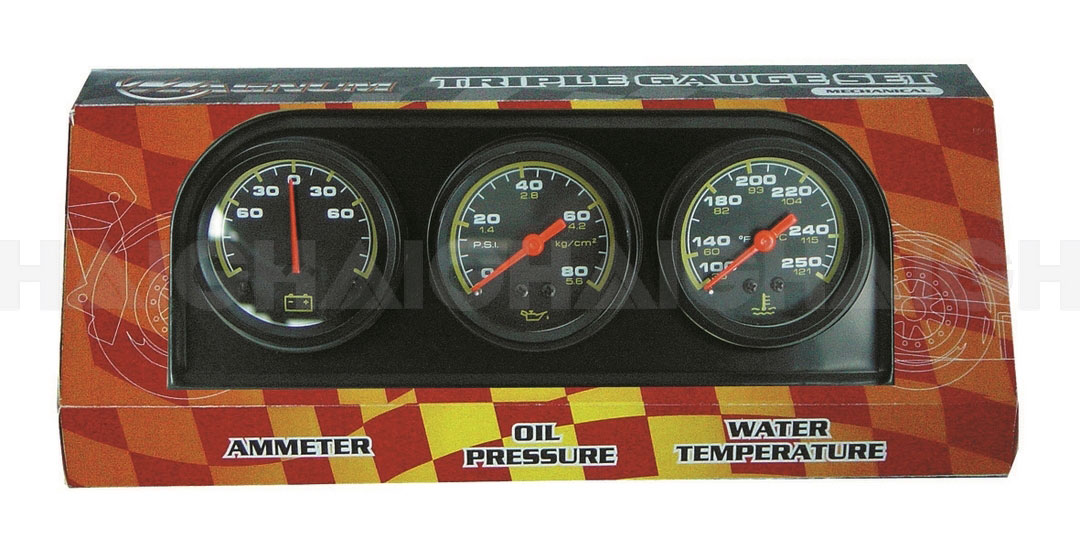 MAGNUM
TRIPLE GAUGE SET
MECHANICAL
60 30 0 30 60
- +
0 20 40 60 80
1.4 2.8 4.2 5.6
P.S.I. kg/cm²
100 140 180 200 220 240 250
60 82 93 104 115 121
°F °C
AMMETER
OIL
PRESSURE
WATER
TEMPERATURE